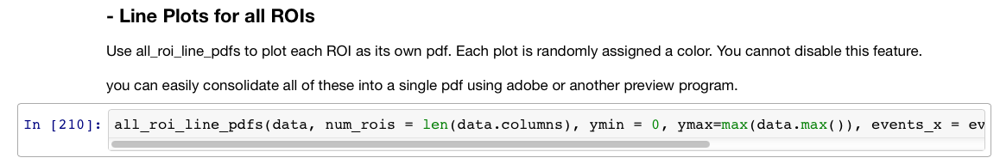 - Line Plots for all ROIs
Use all_roi_line_pdfs to plot each ROI as its own pdf. Each plot is randomly assigned a color. You cannot disable this feature.
you can easily consolidate all of these into a single pdf using adobe or another preview program.
In [210]: all_roi_line_pdfs(data, num_rois = len(data.columns), ymin = 0, ymax=max(data.max()), events_x = ev